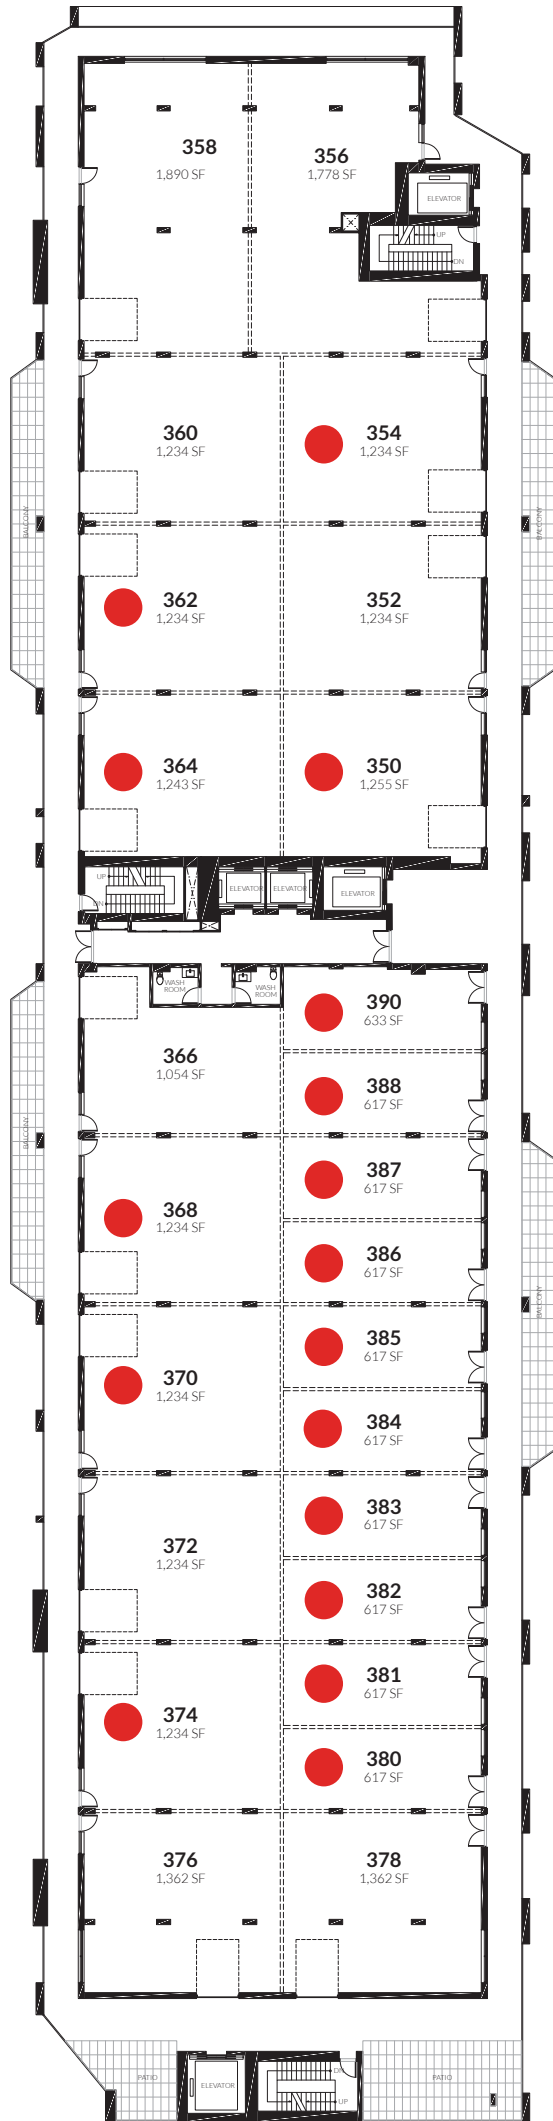 358
1,890 SF
356
1,778 SF
ELEVATOR
UP
DN
360
1,234 SF
354
1,234 SF
BALCONY
BALCONY
362
1,234 SF
352
1,234 SF
364
1,243 SF
350
1,255 SF
UP
DN
ELEVATOR
ELEVATOR
ELEVATOR
WASH
ROOM
WASH
ROOM
390
633 SF
366
1,054 SF
388
617 SF
BALCONY
387
617 SF
368
1,234 SF
386
617 SF
BALCONY
385
617 SF
370
1,234 SF
384
617 SF
383
617 SF
372
1,234 SF
382
617 SF
381
617 SF
374
1,234 SF
380
617 SF
376
1,362 SF
378
1,362 SF
PATIO
ELEVATOR
DN
UP
PATIO